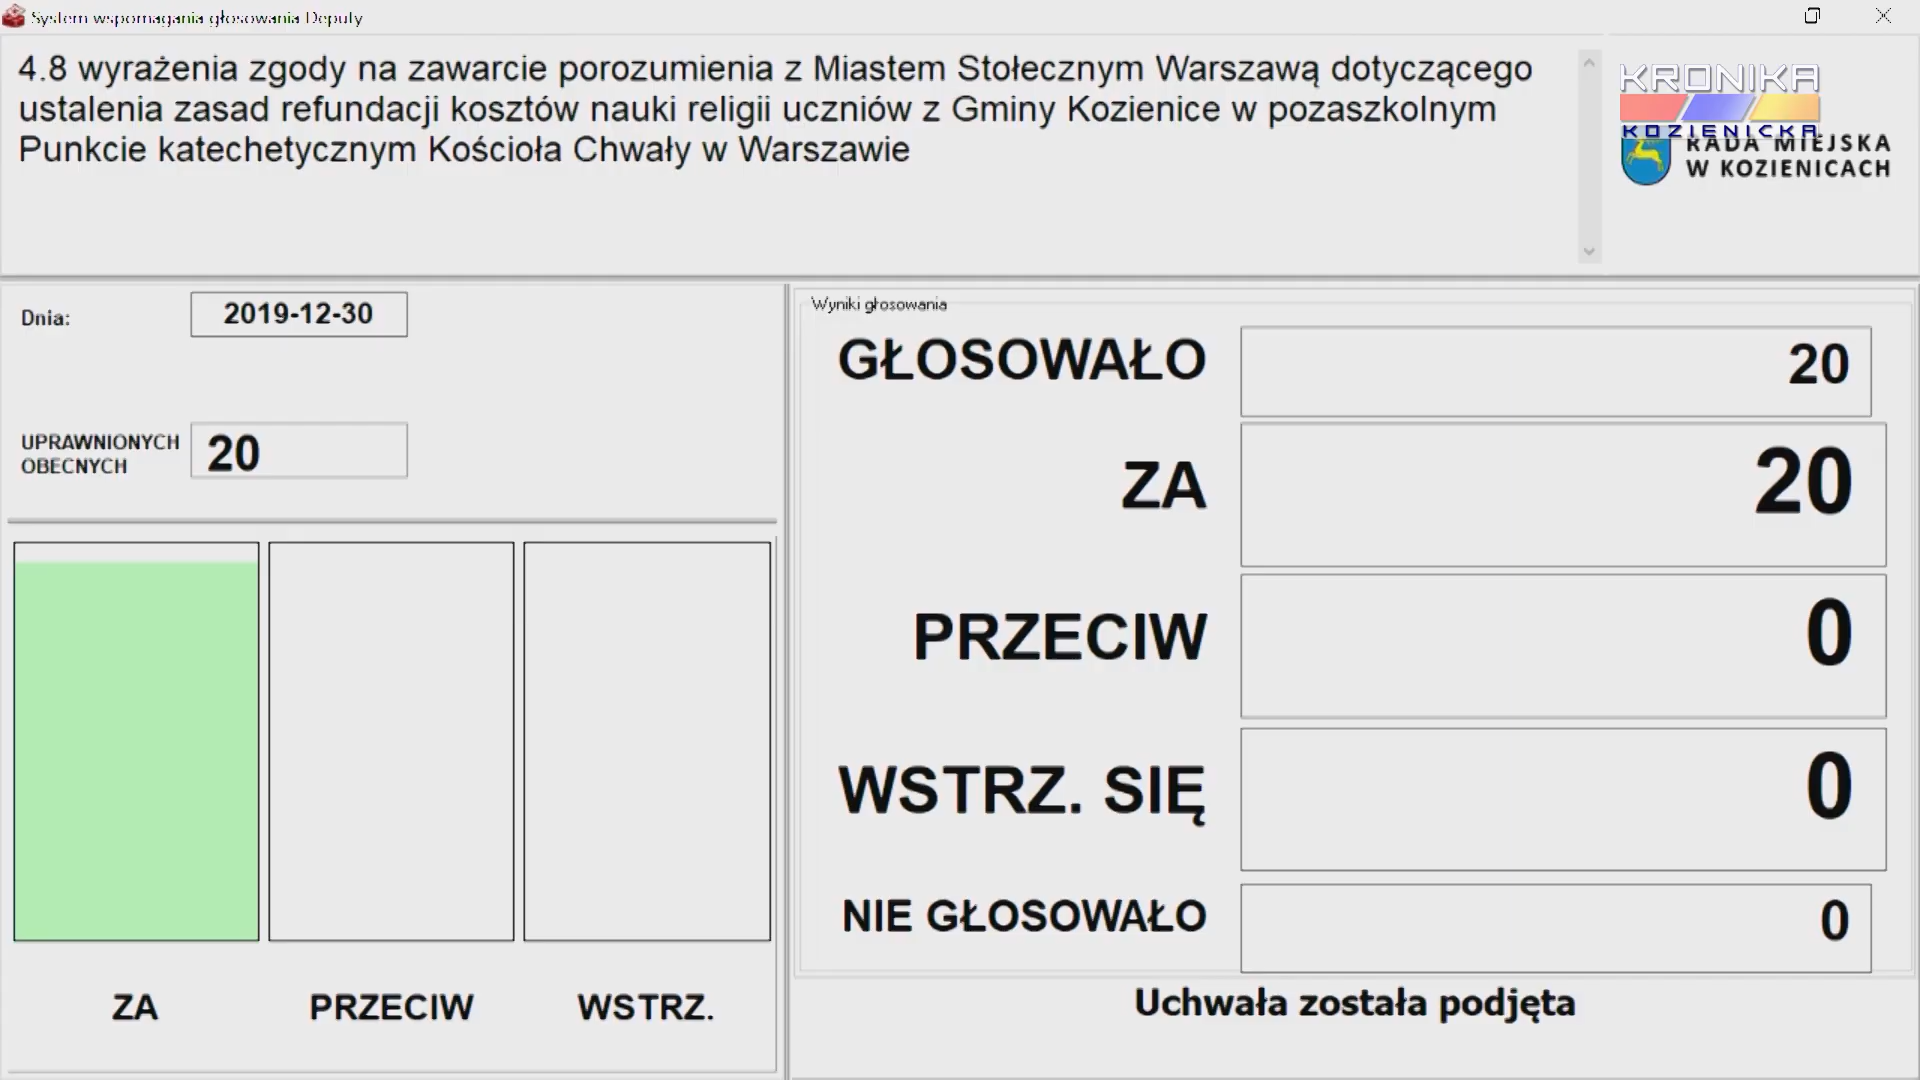 System wspomagania głosowania Deputy
4.8 wyrażenia zgody na zawarcie porozumienia z Miastem Stołecznym Warszawą dotyczącego
ustalenia zasad refundacji kosztów nauki religii uczniów z Gminy Kozienice w pozaszkolnym
Punkcie katechetycznym Kościoła Chwały w Warszawie
KRONIKA
KOZIENICKA
RADA MIEJSKA
W KOZIENICACH
Dnia: 2019-12-30
UPRAWNIONYCH
OBECNYCH
20
ZA
PRZECIW
WSTRZ.
Wyniki głosowania
GŁOSOWAŁO 20
ZA 20
PRZECIW 0
WSTRZ. SIĘ 0
NIE GŁOSOWAŁO 0
Uchwała została podjęta